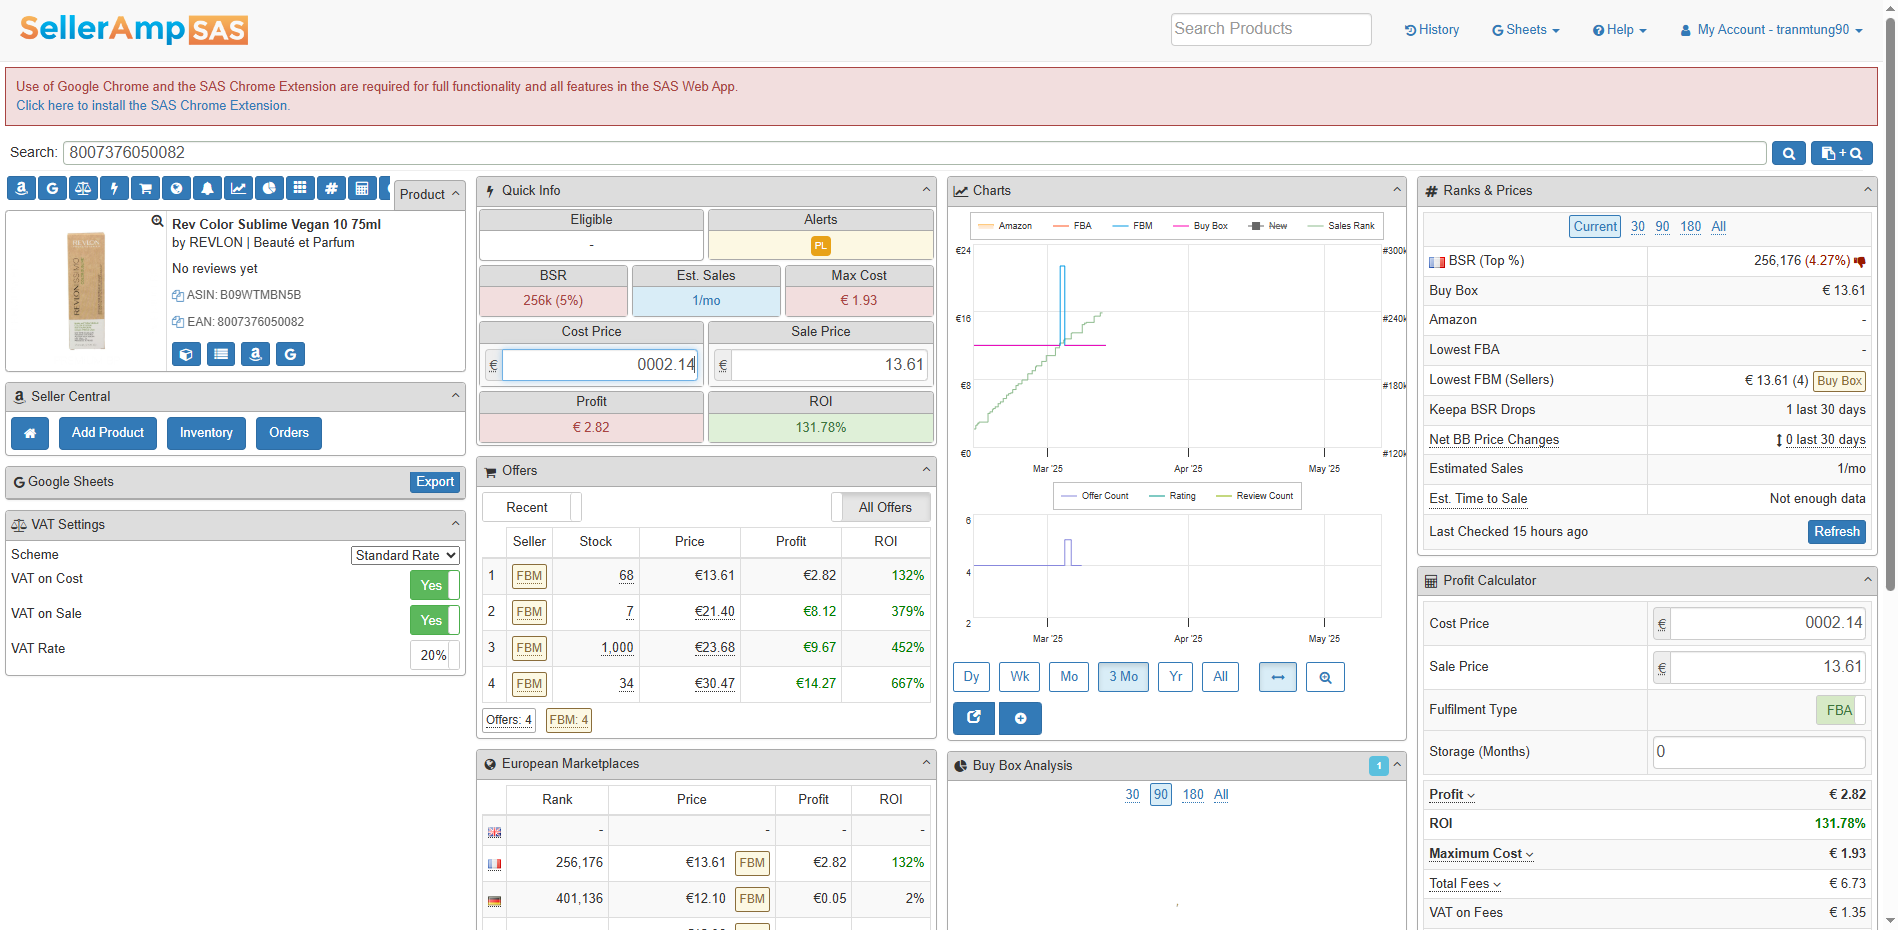 SellerAmp SAS
Search Products
History
Sheets
Help
My Account - tranmtung90
Use of Google Chrome and the SAS Chrome Extension are required for full functionality and all features in the SAS Web App.
Click here to install the SAS Chrome Extension.
Search: 8007376050082
Product
Rev Color Sublime Vegan 10 75ml
by REVLON | Beauté et Parfum
No reviews yet
ASIN: B09WTMBN5B
EAN: 8007376050082
REVLON
REVLONISSIMO
Seller Central
Add Product
Inventory
Orders
Google Sheets
Export
VAT Settings
Scheme Standard Rate
VAT on Cost Yes
VAT on Sale Yes
VAT Rate 20%
Quick Info
Eligible Alerts
- PL
BSR Est. Sales Max Cost
256k (5%) 1/mo € 1.93
Cost Price Sale Price
€ 0002.14 € 13.61
Profit ROI
€ 2.82 131.78%
Offers
Recent All Offers
Seller Stock Price Profit ROI
1 FBM 68 €13.61 €2.82 132%
2 FBM 7 €21.40 €8.12 379%
3 FBM 1,000 €23.68 €9.67 452%
4 FBM 34 €30.47 €14.27 667%
Offers: 4 FBM: 4
European Marketplaces
Rank Price Profit ROI
- - - -
256,176 €13.61 FBM €2.82 132%
401,136 €12.10 FBM €0.05 2%
Charts
Amazon FBA FBM Buy Box New Sales Rank
€24 #300k
€16 #240k
€8 #180k
€0 #120k
Mar '25 Apr '25 May '25
Offer Count Rating Review Count
6
4
2
Mar '25 Apr '25 May '25
Dy Wk Mo 3 Mo Yr All
Buy Box Analysis 1
30 90 180 All
Ranks & Prices
Current 30 90 180 All
BSR (Top %) 256,176 (4.27%)
Buy Box € 13.61
Amazon -
Lowest FBA -
Lowest FBM (Sellers) € 13.61 (4) Buy Box
Keepa BSR Drops 1 last 30 days
Net BB Price Changes 0 last 30 days
Estimated Sales 1/mo
Est. Time to Sale Not enough data
Last Checked 15 hours ago Refresh
Profit Calculator
Cost Price € 0002.14
Sale Price € 13.61
Fulfilment Type FBA
Storage (Months) 0
Profit € 2.82
ROI 131.78%
Maximum Cost € 1.93
Total Fees € 6.73
VAT on Fees € 1.35